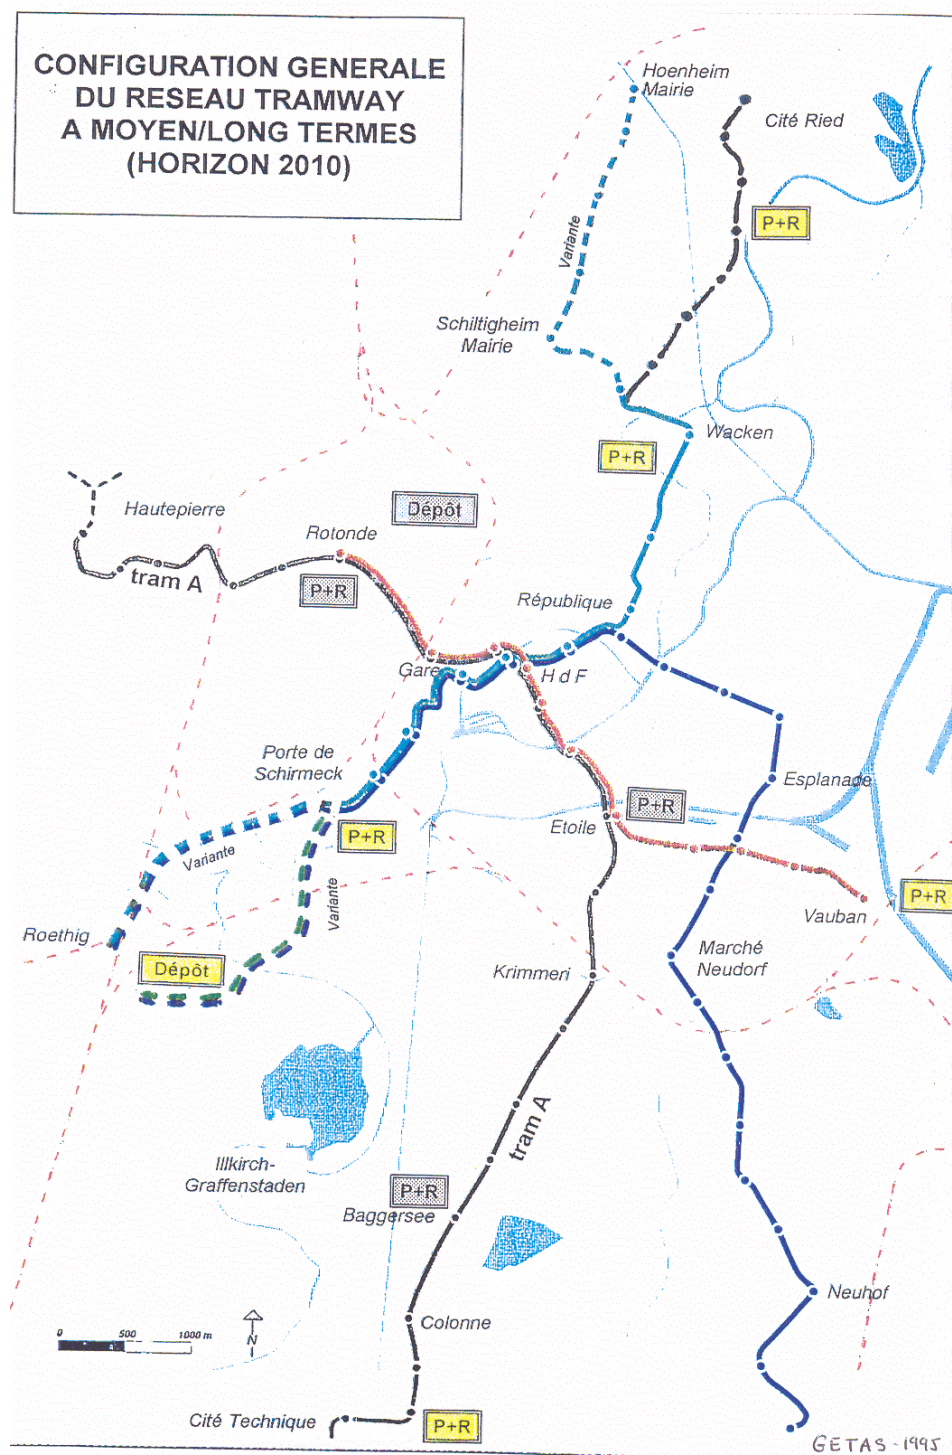 CONFIGURATION GENERALE
DU RESEAU TRAMWAY
A MOYEN/LONG TERMES
(HORIZON 2010)
Hoenheim
Mairie
Cité Ried
P+R
Variante
Schiltigheim
Mairie
Wacken
P+R
Hautepierre
Dépôt
Rotonde
tram A
P+R
République
Gare
H d F
Porte de
Schirmeck
Esplanade
P+R
Etoile
P+R
Variante
Variante
P+R
Vauban
Roethig
Marché
Neudorf
Dépôt
Krimmeri
tram A
Illkirch-
Graffenstaden
P+R
Baggersee
Neuhof
Colonne
0 500 1000 m
N
Cité Technique
P+R
GETAS - 1995